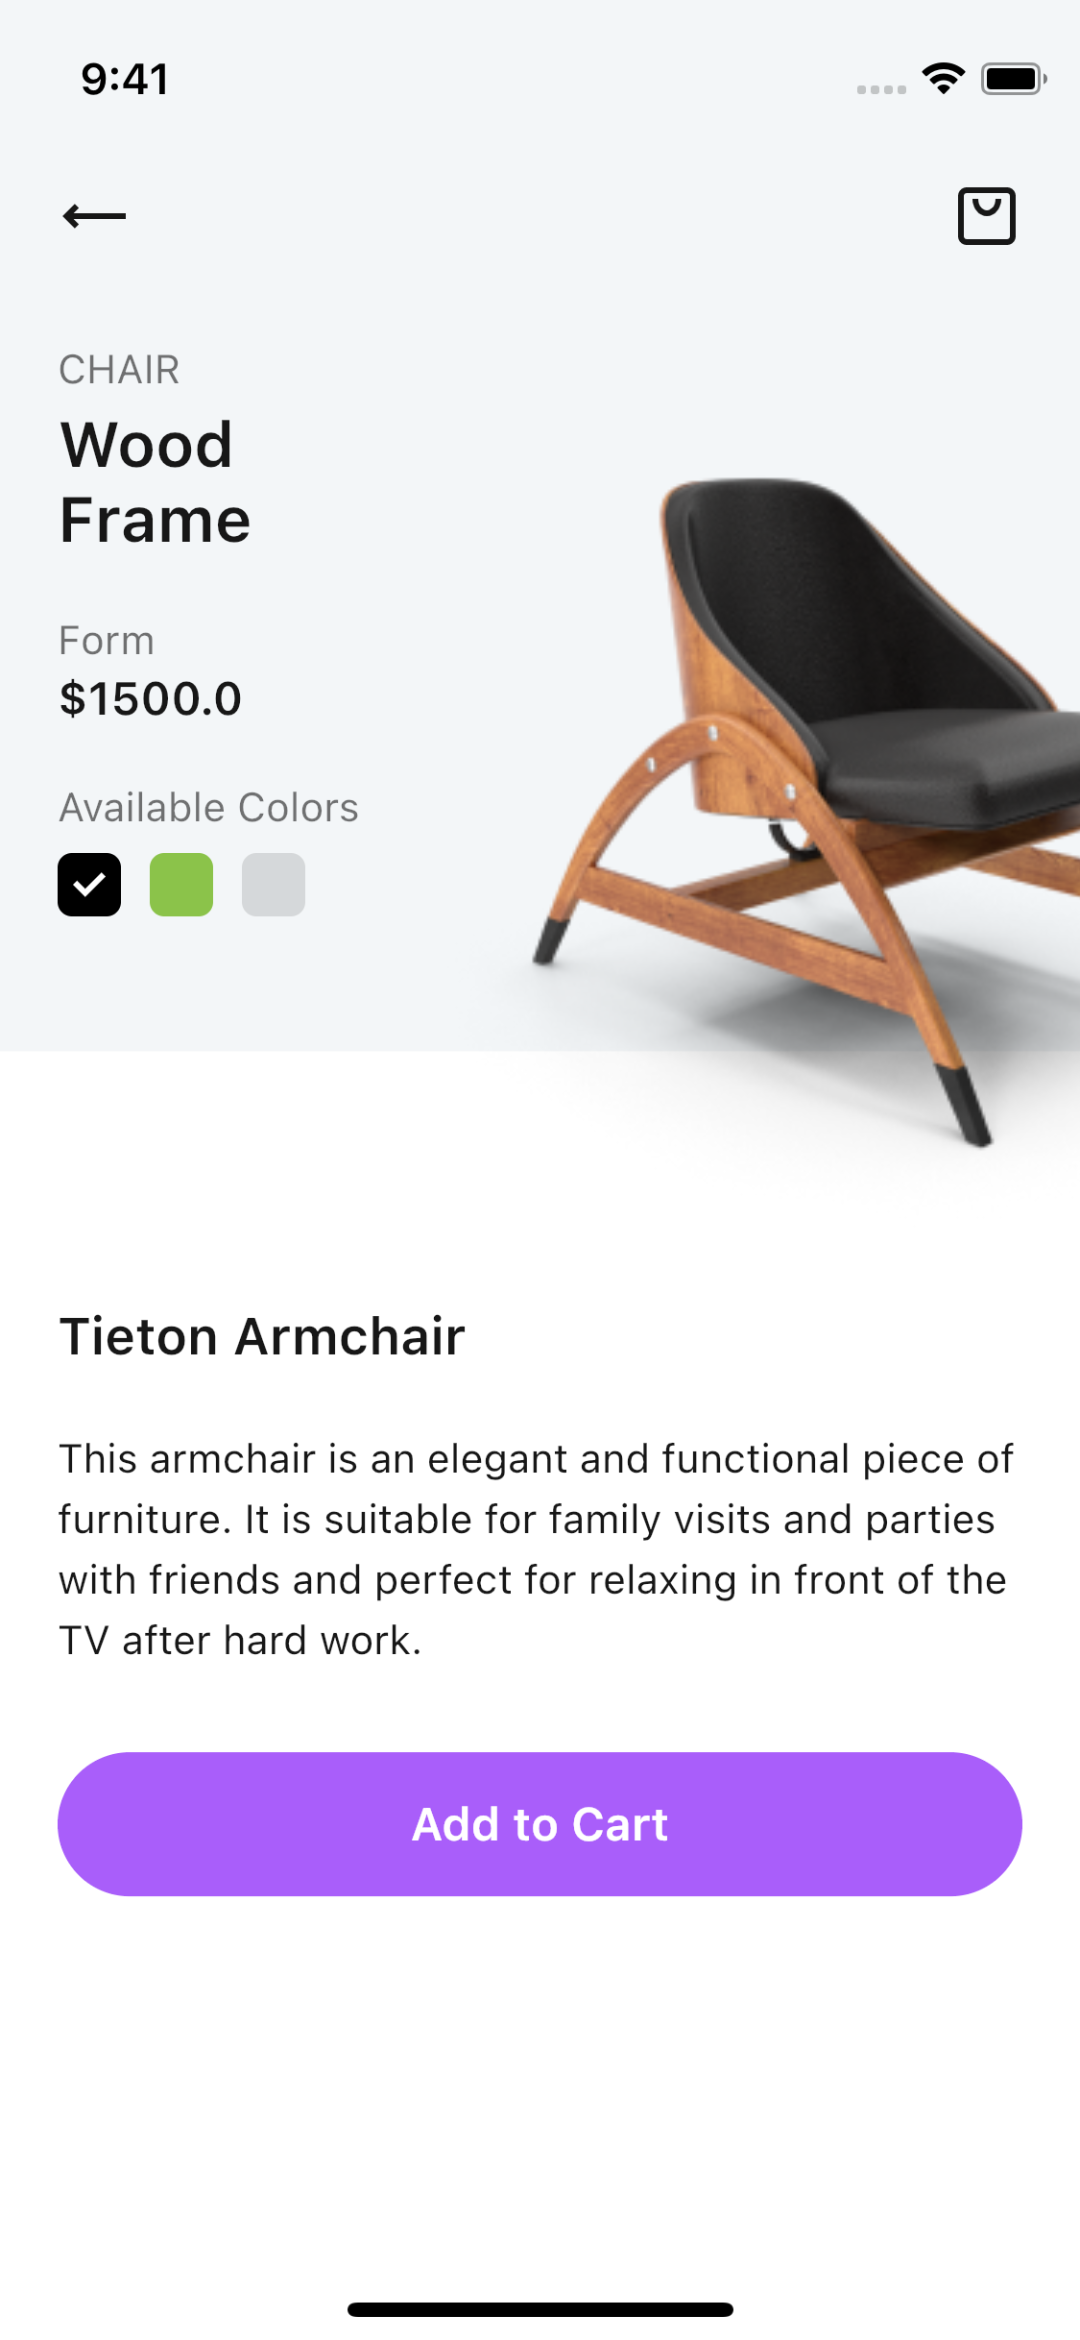 9:41
CHAIR
Wood
Frame
Form
$1500.0
Available Colors
Tieton Armchair
This armchair is an elegant and functional piece of
furniture. It is suitable for family visits and parties
with friends and perfect for relaxing in front of the
TV after hard work.
Add to Cart